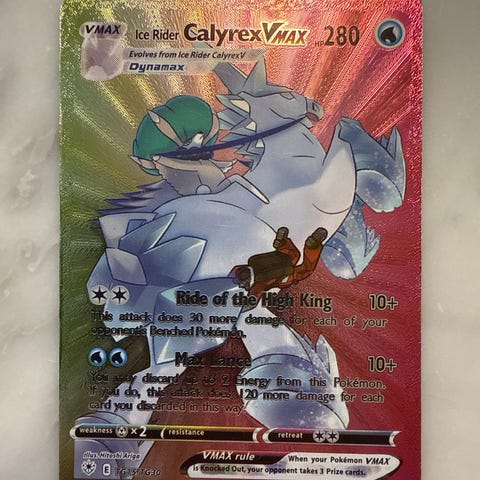 VMAX Ice Rider Calyrex VMAX HP 280
Evolves from Ice Rider Calyrex V
Dynamax
Ride of the High King 10+
This attack does 30 more damage for each of your
opponent's Benched Pokémon.
Max Lance 10+
You may discard up to 2 Energy from this Pokémon.
If you do, this attack does 120 more damage for each
card you discarded in this way.
weakness ×2 resistance retreat
Illus. Hitoshi Ariga
E TG15/TG30
VMAX rule When your Pokémon VMAX
is Knocked Out, your opponent takes 3 Prize cards.